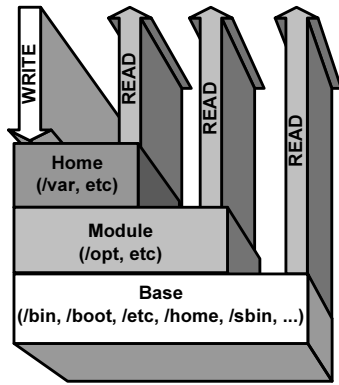 WRITE
READ
READ
READ
Home
(/var, etc)
Module
(/opt, etc)
Base
(/bin, /boot, /etc, /home, /sbin, ...)